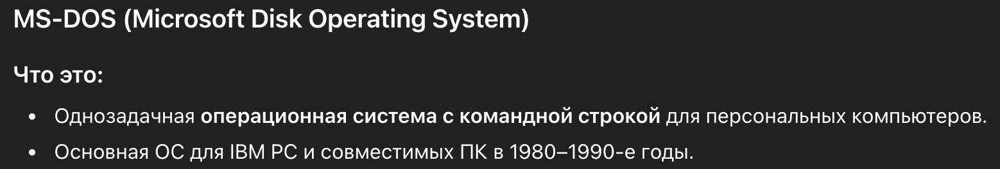 MS-DOS (Microsoft Disk Operating System)
Что это:
• Однозадачная операционная система с командной строкой для персональных компьютеров.
• Основная ОС для IBM PC и совместимых ПК в 1980–1990-е годы.